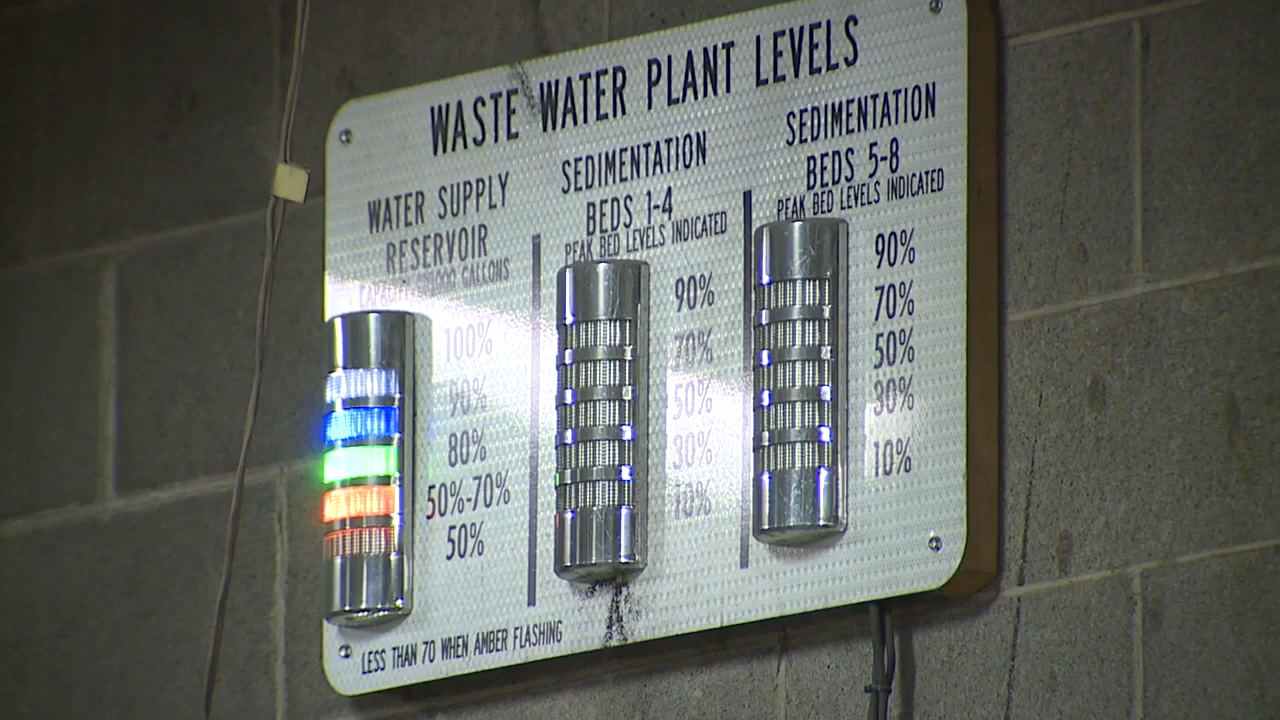 WASTE WATER PLANT LEVELS
WATER SUPPLY
RESERVOIR
GALLONS
100%
90%
80%
50%-70%
50%
SEDIMENTATION
BEDS 1-4
PEAK BED LEVELS INDICATED
90%
70%
50%
30%
10%
SEDIMENTATION
BEDS 5-8
PEAK BED LEVELS INDICATED
90%
70%
50%
30%
10%
LESS THAN 70 WHEN AMBER FLASHING